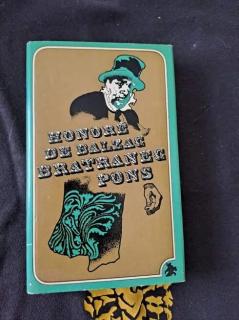 HONORÉ
DE BALZAC
BRATRANEC
PONS